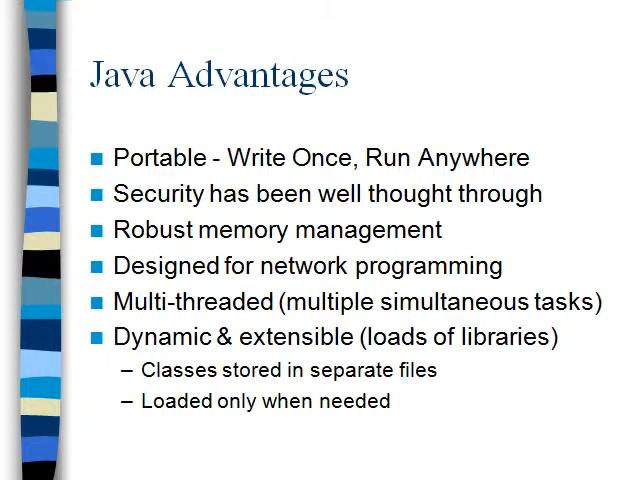 Java Advantages
■ Portable - Write Once, Run Anywhere
■ Security has been well thought through
■ Robust memory management
■ Designed for network programming
■ Multi-threaded (multiple simultaneous tasks)
■ Dynamic & extensible (loads of libraries)
– Classes stored in separate files
– Loaded only when needed